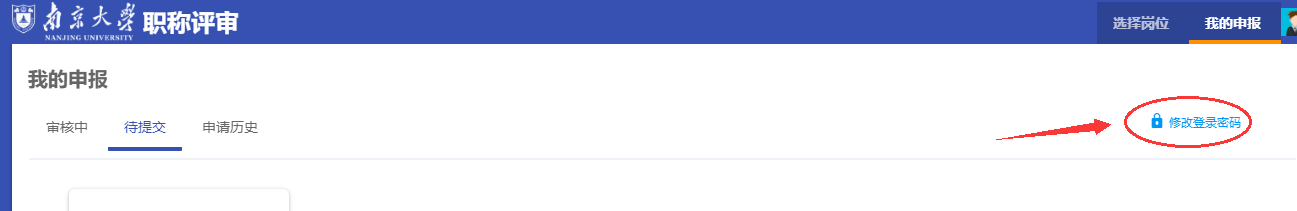 南京大学 职称评审
NANJING UNIVERSITY
选择岗位 我的申报
我的申报
审核中 待提交 申请历史
修改登录密码